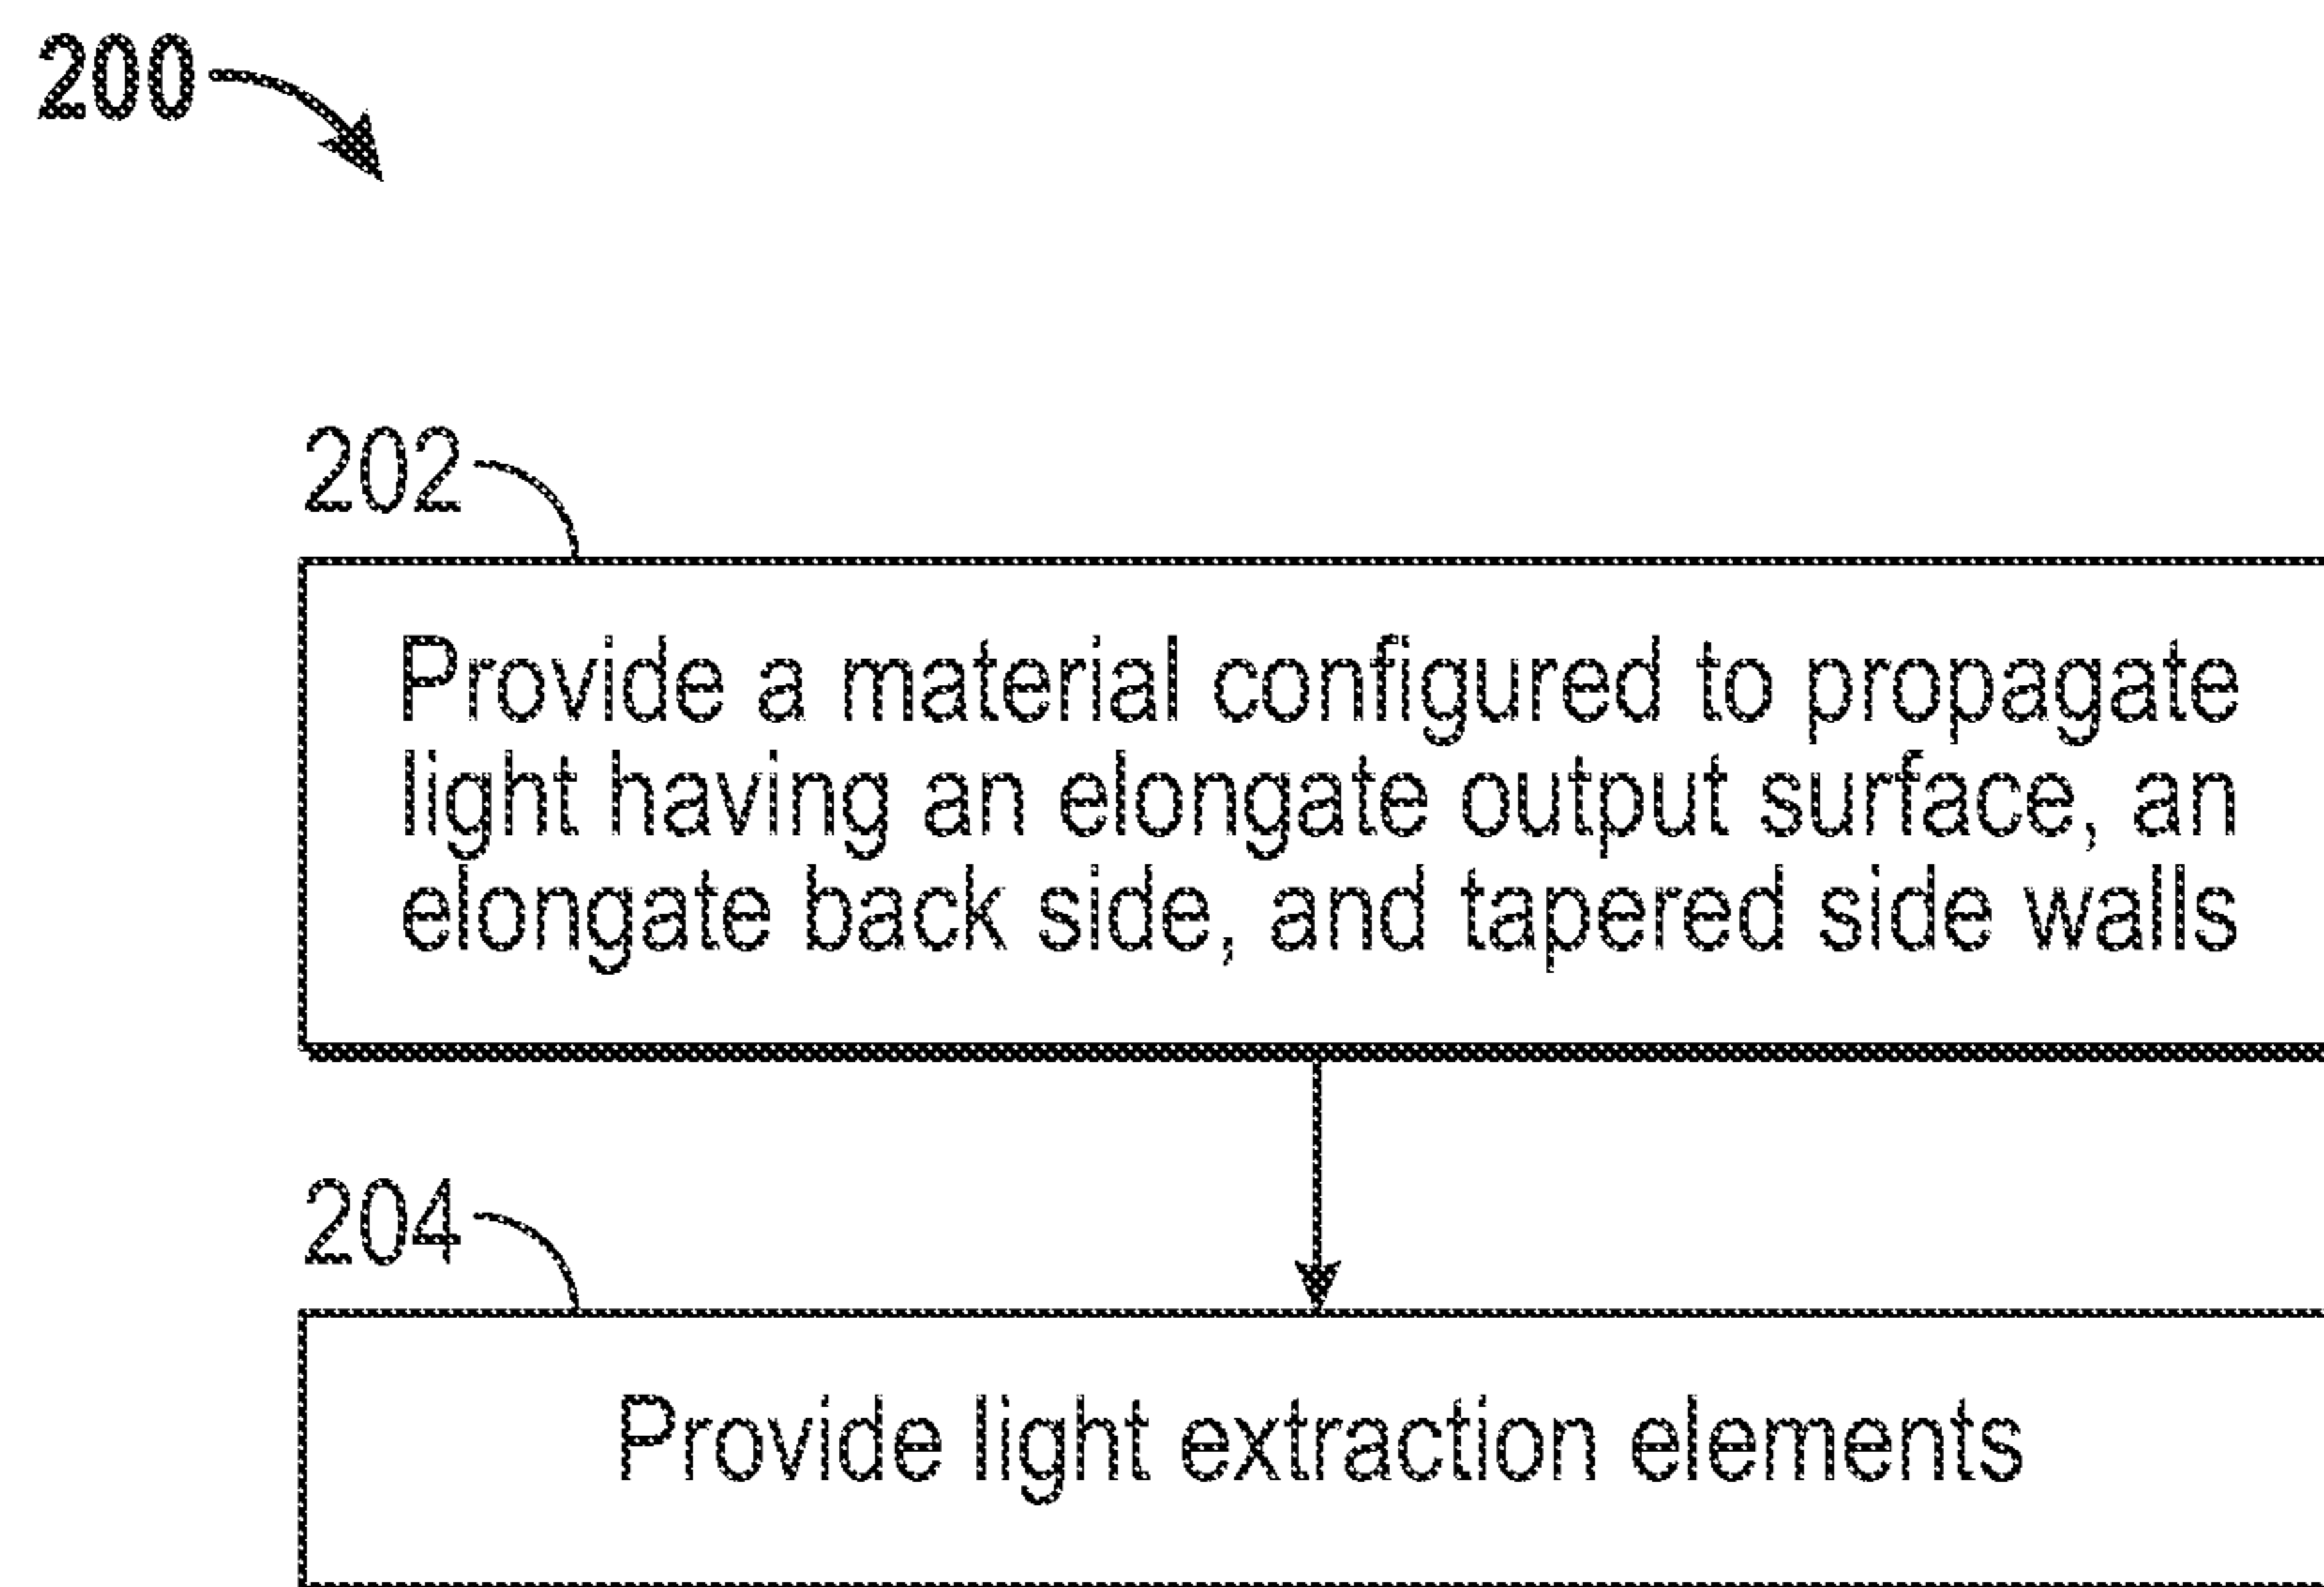 200
202
Provide a material configured to propagate
light having an elongate output surface, an
elongate back side, and tapered side walls
204
Provide light extraction elements